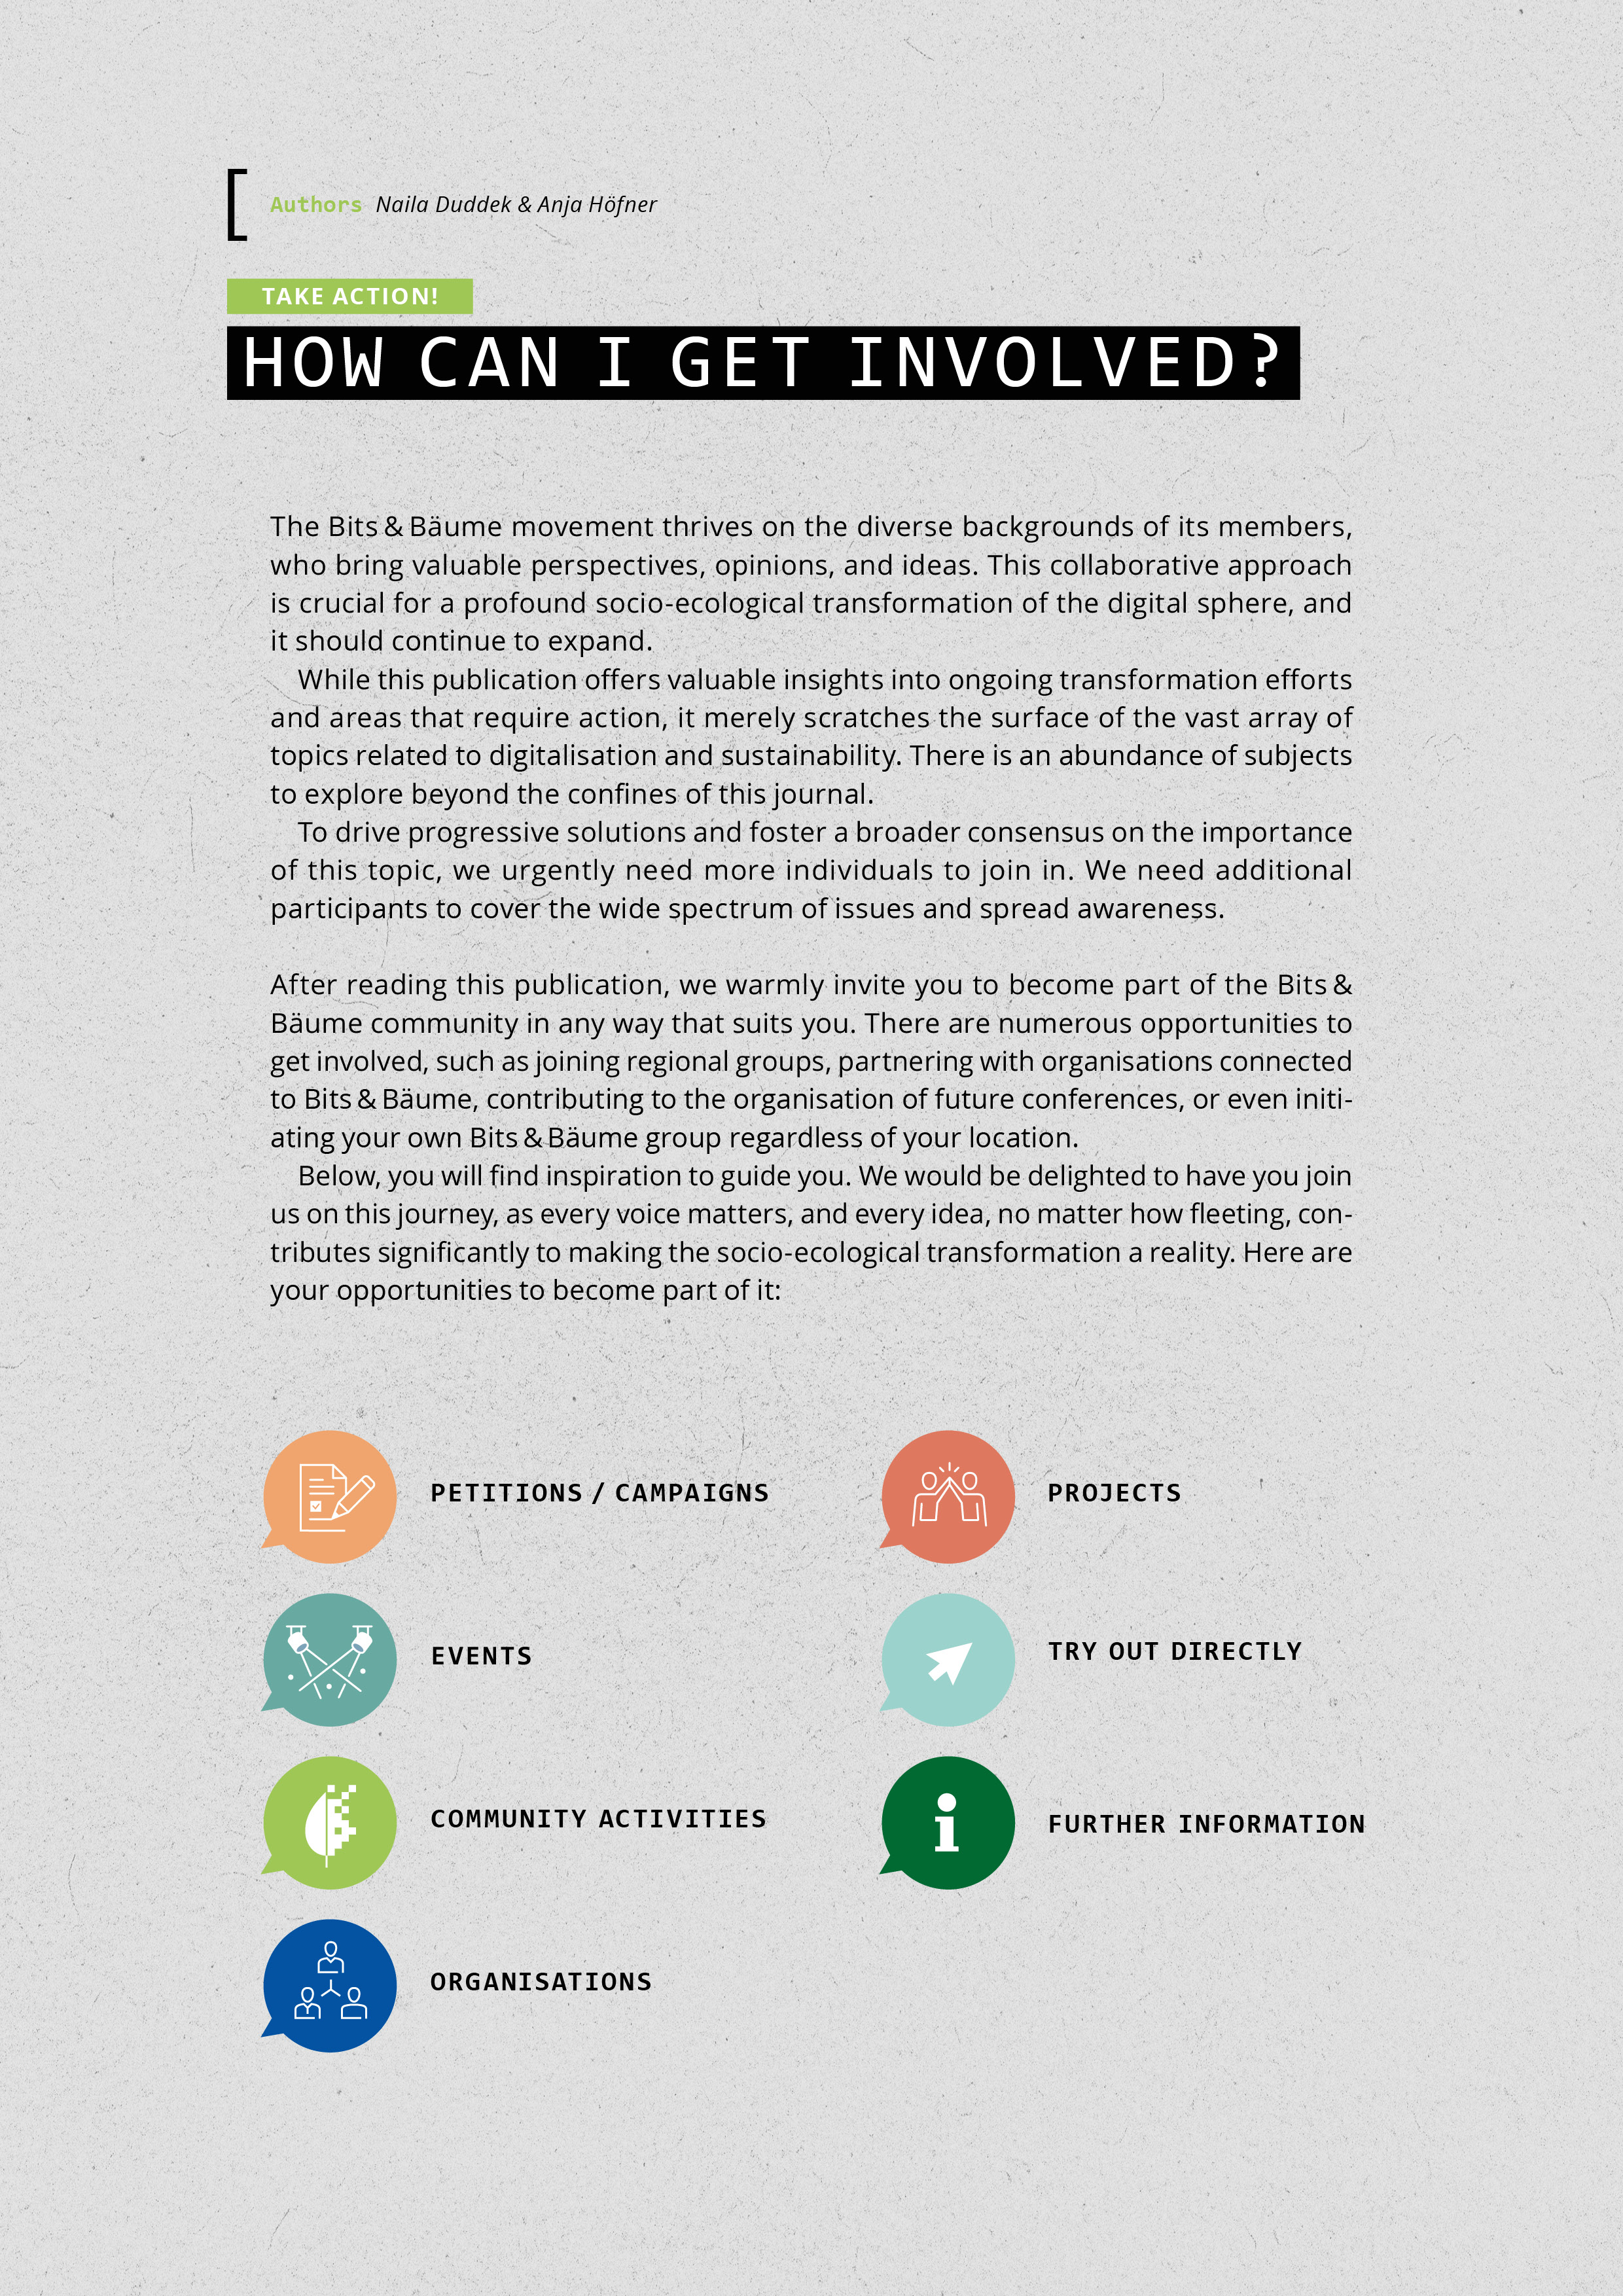 Authors Naila Duddek & Anja Höfner
TAKE ACTION!
HOW CAN I GET INVOLVED?
The Bits & Bäume movement thrives on the diverse backgrounds of its members,
who bring valuable perspectives, opinions, and ideas. This collaborative approach
is crucial for a profound socio-ecological transformation of the digital sphere, and
it should continue to expand.
While this publication offers valuable insights into ongoing transformation efforts
and areas that require action, it merely scratches the surface of the vast array of
topics related to digitalisation and sustainability. There is an abundance of subjects
to explore beyond the confines of this journal.
To drive progressive solutions and foster a broader consensus on the importance
of this topic, we urgently need more individuals to join in. We need additional
participants to cover the wide spectrum of issues and spread awareness.
After reading this publication, we warmly invite you to become part of the Bits &
Bäume community in any way that suits you. There are numerous opportunities to
get involved, such as joining regional groups, partnering with organisations connected
to Bits & Bäume, contributing to the organisation of future conferences, or even initi-
ating your own Bits & Bäume group regardless of your location.
Below, you will find inspiration to guide you. We would be delighted to have you join
us on this journey, as every voice matters, and every idea, no matter how fleeting, con-
tributes significantly to making the socio-ecological transformation a reality. Here are
your opportunities to become part of it:
PETITIONS / CAMPAIGNS
PROJECTS
EVENTS
TRY OUT DIRECTLY
COMMUNITY ACTIVITIES
FURTHER INFORMATION
ORGANISATIONS